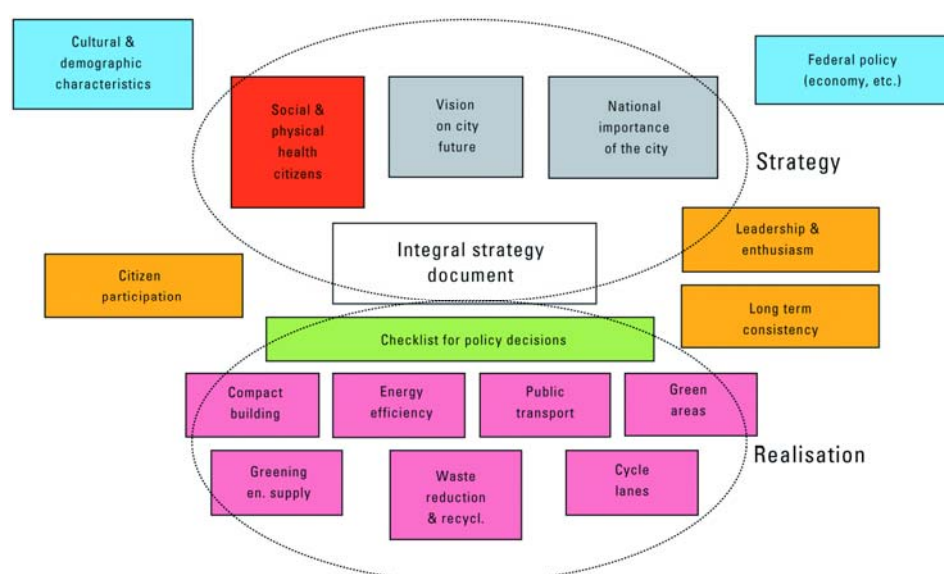 Cultural &
demographic
characteristics
Federal policy
(economy, etc.)
Social &
physical
health
citizens
Vision
on city
future
National
importance
of the city
Strategy
Leadership &
enthusiasm
Integral strategy
document
Citizen
participation
Long term
consistency
Checklist for policy decisions
Compact
building
Energy
efficiency
Public
transport
Green
areas
Realisation
Greening
en. supply
Waste
reduction
& recycl.
Cycle
lanes